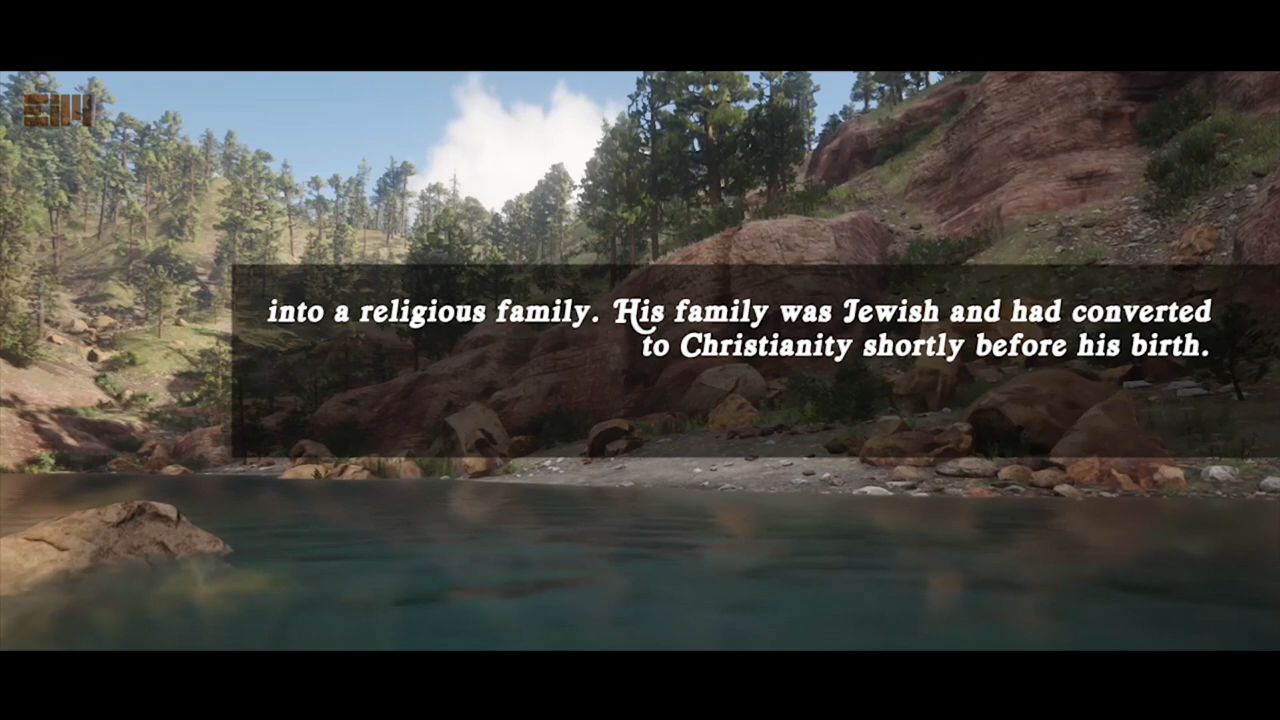 into a religious family. His family was Jewish and had converted
to Christianity shortly before his birth.